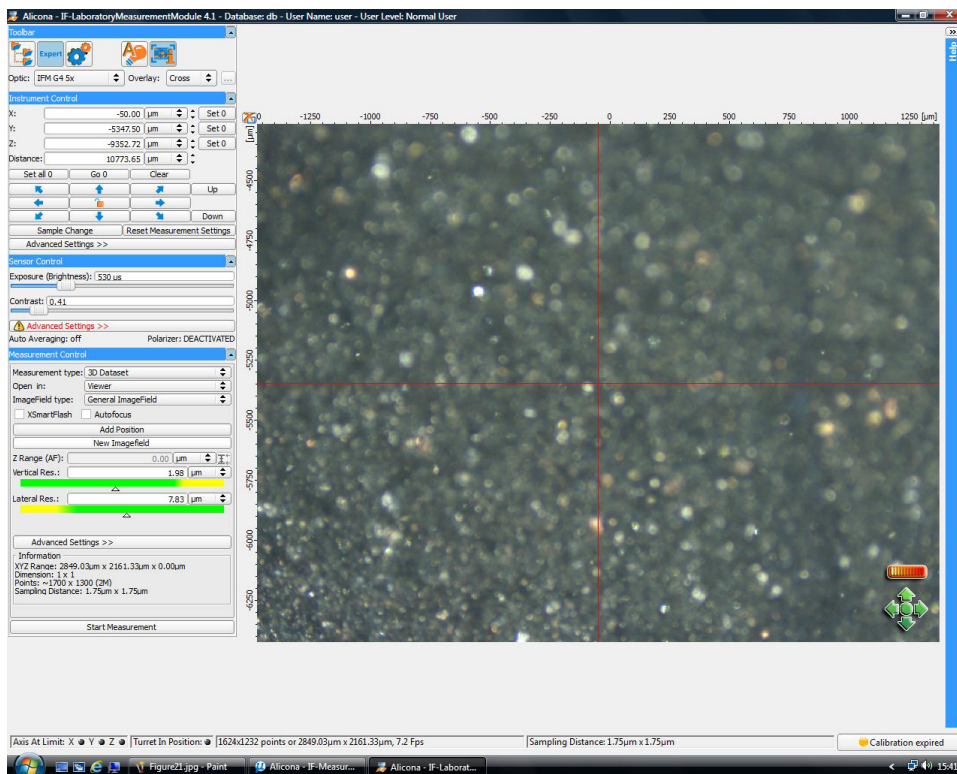 Alicona - IF-LaboratoryMeasurementModule 4.1 - Database: db - User Name: user - User Level: Normal User
Toolbar
Expert
Optic: IFM G4 5x Overlay: Cross ...
Instrument Control
X: -50.00 µm Set 0
Y: -5347.50 µm Set 0
Z: -9352.72 µm Set 0
Distance: 10773.65 µm
Set all 0 Go 0 Clear
Up
Down
Sample Change Reset Measurement Settings
Advanced Settings >>
Sensor Control
Exposure (Brightness): 530 us
Contrast: 0.41
Advanced Settings >>
Auto Averaging: off Polarizer: DEACTIVATED
Measurement Control
Measurement type: 3D Dataset
Open in: Viewer
ImageField type: General ImageField
XSmartFlash Autofocus
Add Position
New Imagefield
Z Range (AF): 0.00 µm
Vertical Res.: 1.98 µm
Lateral Res.: 7.83 µm
Advanced Settings >>
Information
XYZ Range: 2849.03µm x 2161.33µm x 0.00µm
Dimension: 1 x 1
Points: ~1700 x 1300 (2M)
Sampling Distance: 1.75µm x 1.75µm
Start Measurement
-1250 -1000 -750 -500 -250 0 250 500 750 1000 1250 [µm]
[µm]
-4500
-4750
-5000
-5250
-5500
-5750
-6000
-6250
Help
Axis At Limit: X Y Z Turret In Position: 1624x1232 points or 2849.03µm x 2161.33µm, 7.2 Fps Sampling Distance: 1.75µm x 1.75µm Calibration expired
Figure21.jpg - Paint Alicona - IF-Measur... Alicona - IF-Laborat... 15:41